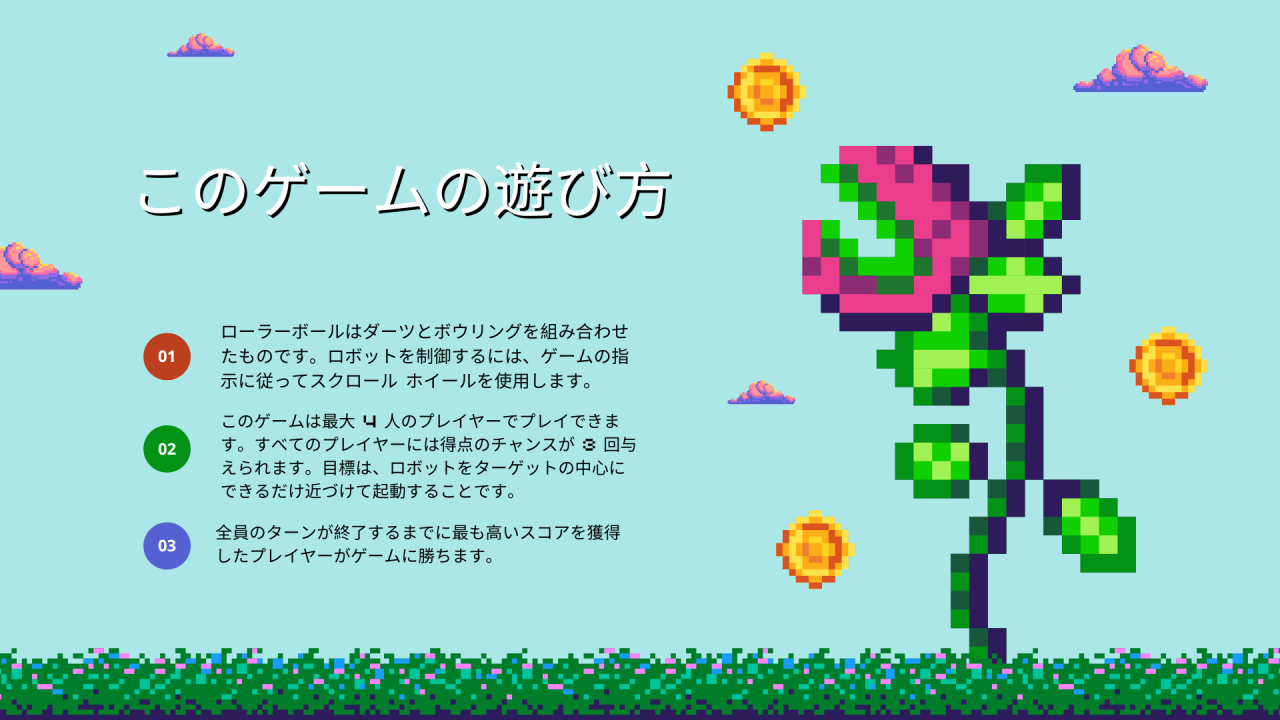 このゲームの遊び方
01
ローラーボールはダーツとボウリングを組み合わせ
たものです。ロボットを制御するには、ゲームの指
示に従ってスクロール ホイールを使用します。
02
このゲームは最大 4 人のプレイヤーでプレイできま
す。すべてのプレイヤーには得点のチャンスが 3 回与
えられます。目標は、ロボットをターゲットの中心に
できるだけ近づけて起動することです。
03
全員のターンが終了するまでに最も高いスコアを獲得
したプレイヤーがゲームに勝ちます。